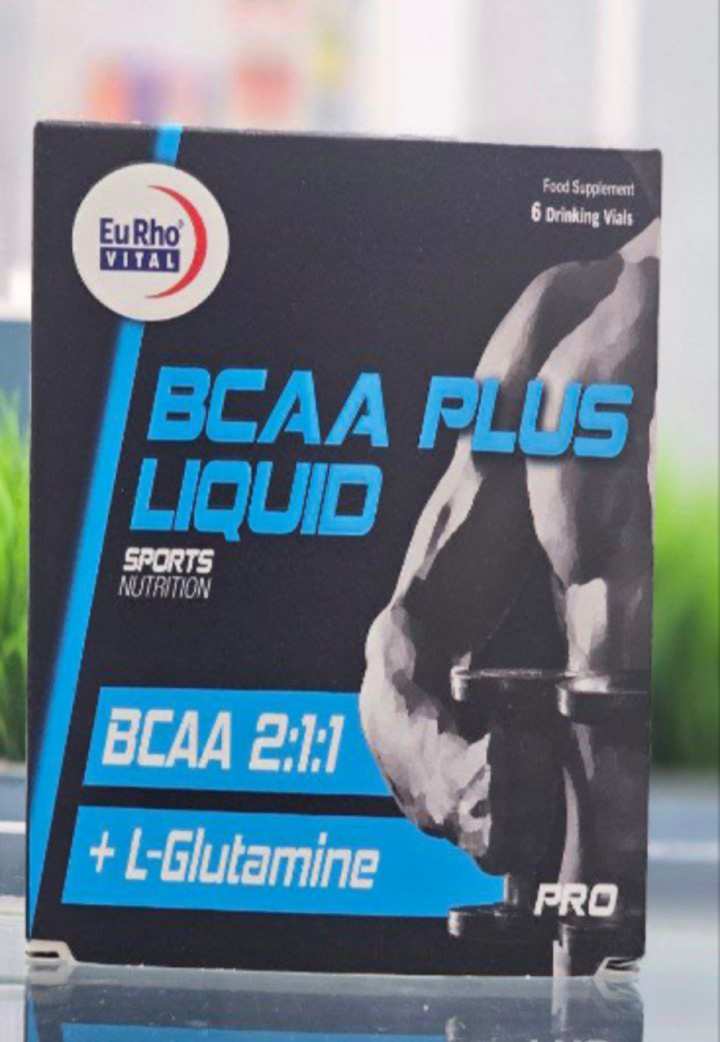 EuRho®
VITAL
Food Supplement
6 Drinking Vials
BCAA PLUS
LIQUID
SPORTS
NUTRITION
BCAA 2:1:1
+ L-Glutamine
PRO